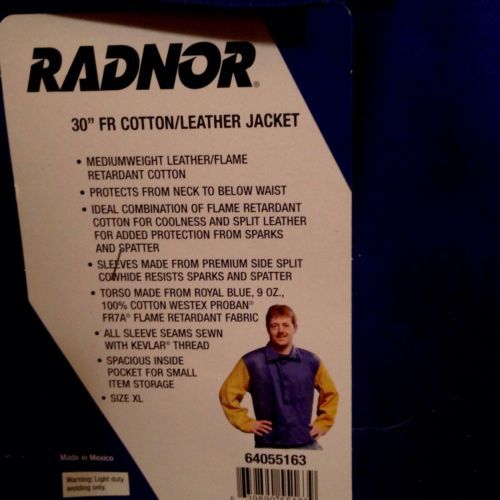 RADNOR®
30" FR COTTON/LEATHER JACKET
• MEDIUMWEIGHT LEATHER/FLAME
RETARDANT COTTON
• PROTECTS FROM NECK TO BELOW WAIST
• IDEAL COMBINATION OF FLAME RETARDANT
COTTON FOR COOLNESS AND SPLIT LEATHER
FOR ADDED PROTECTION FROM SPARKS
AND SPATTER
• SLEEVES MADE FROM PREMIUM SIDE SPLIT
COWHIDE RESISTS SPARKS AND SPATTER
• TORSO MADE FROM ROYAL BLUE, 9 OZ.,
100% COTTON WESTEX PROBAN®
FR7A® FLAME RETARDANT FABRIC
• ALL SLEEVE SEAMS SEWN
WITH KEVLAR® THREAD
• SPACIOUS INSIDE
POCKET FOR SMALL
ITEM STORAGE
• SIZE XL
Made in Mexico
64055163
Warning: Light duty
welding only.